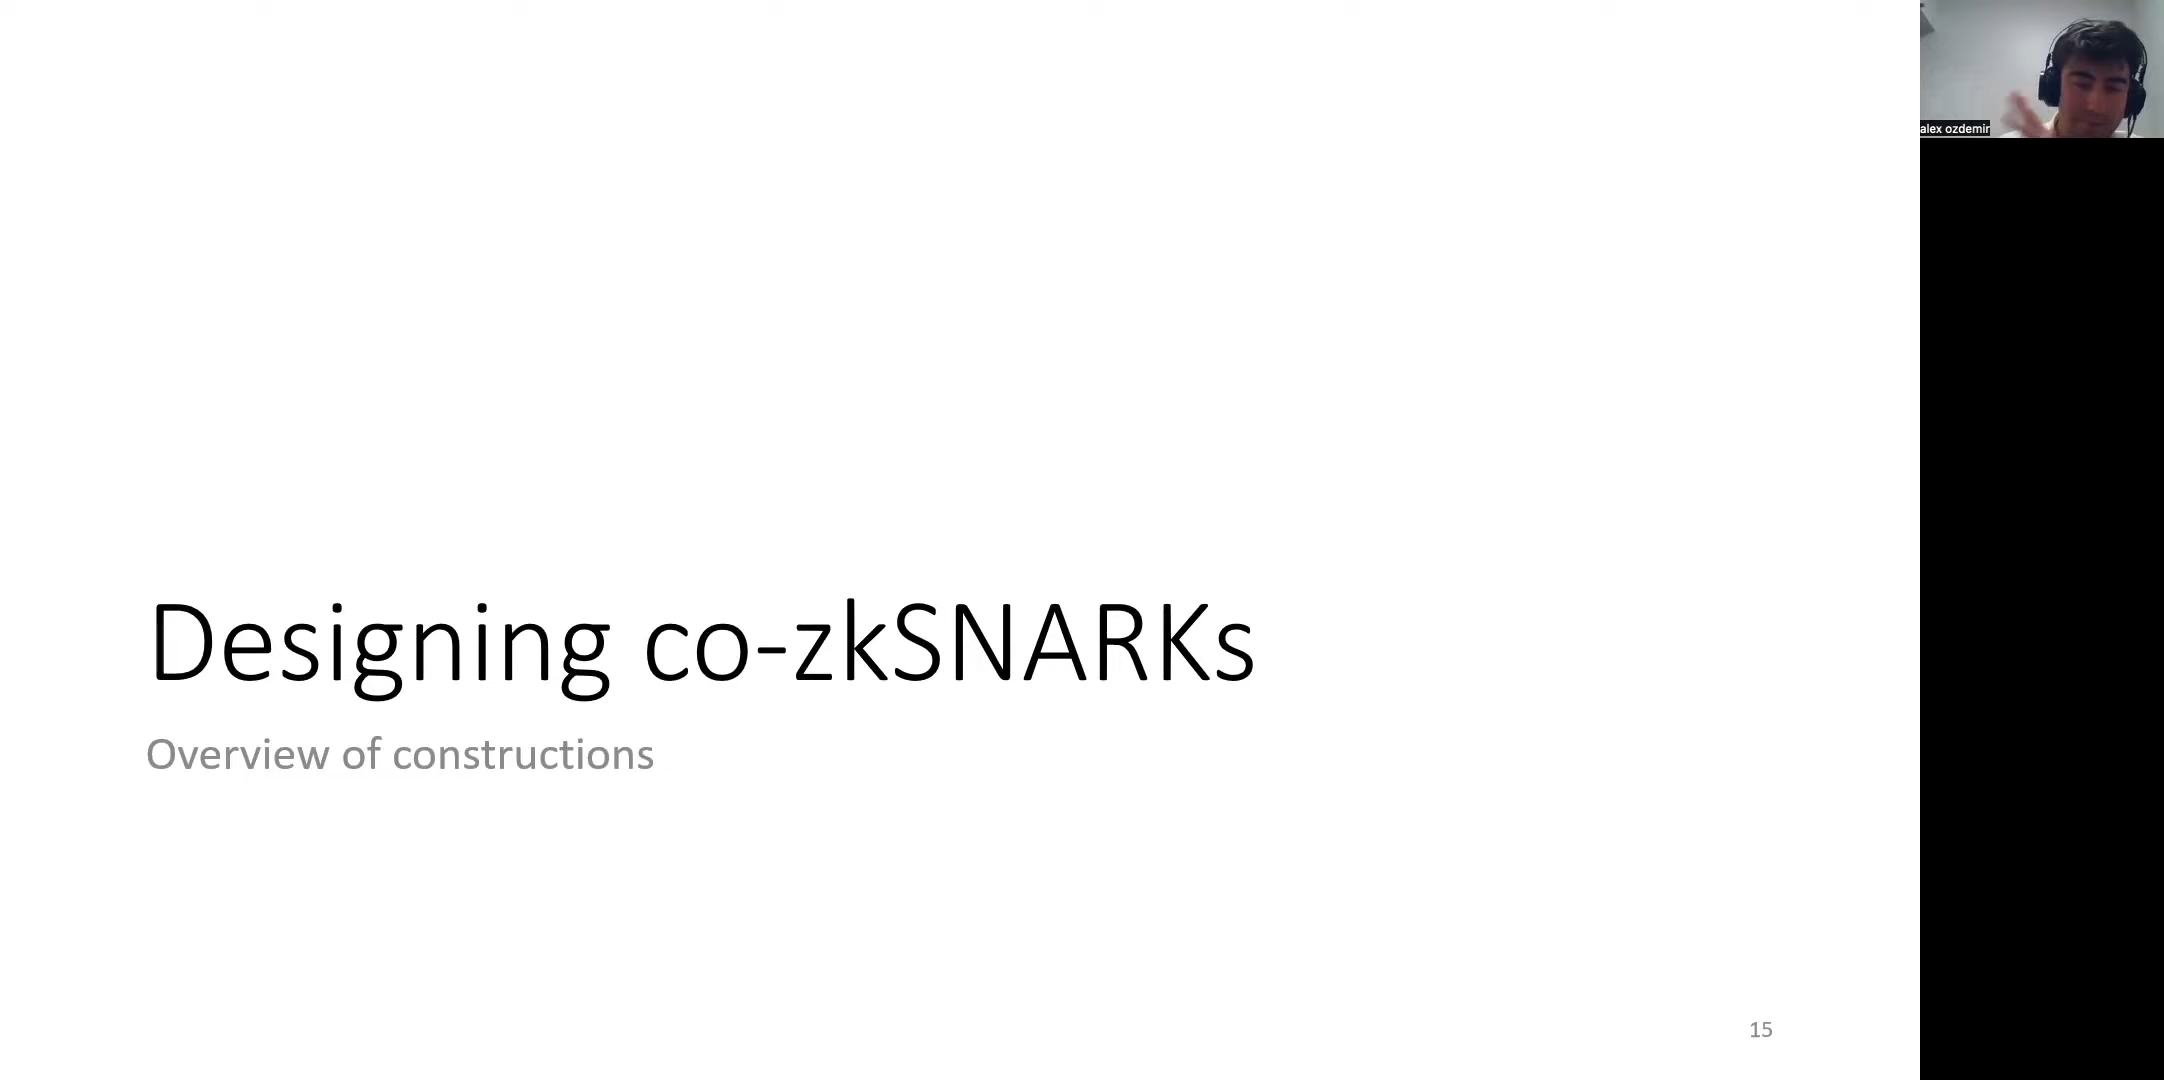 alex ozdemir
Designing co-zkSNARKs
Overview of constructions
15